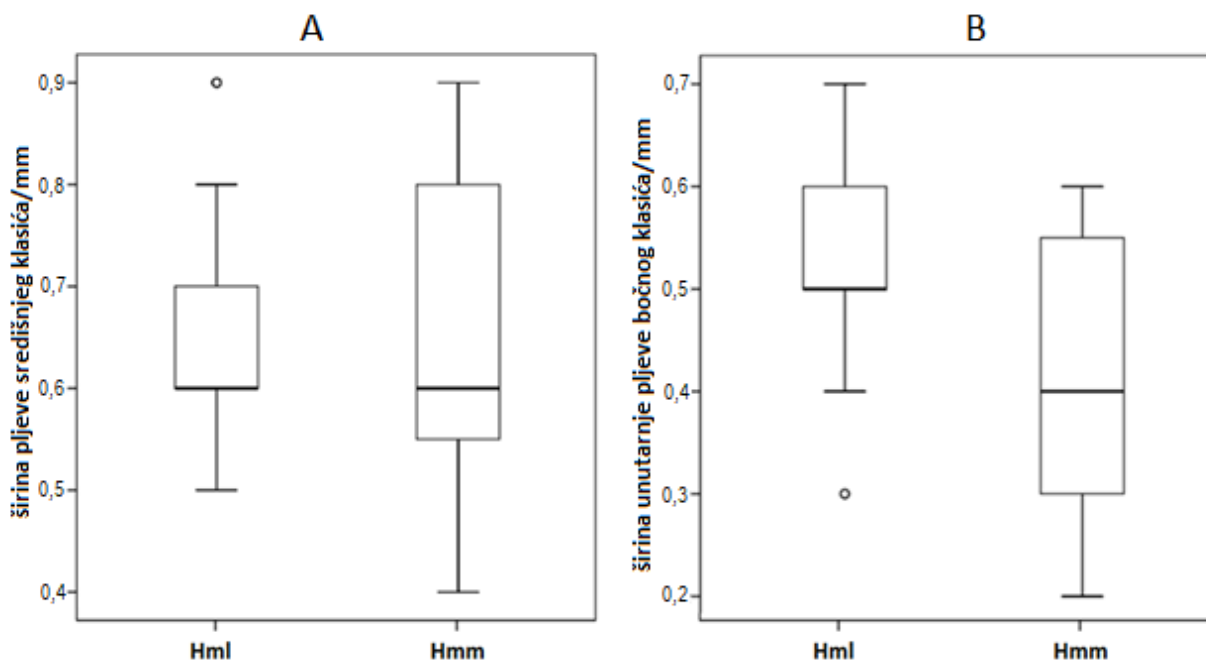 A
širina pljeve središnjeg klasića/mm
0,9
0,8
0,7
0,6
0,5
0,4
Hml Hmm
B
širina unutarnje pljeve bočnog klasića/mm
0,7
0,6
0,5
0,4
0,3
0,2
Hml Hmm